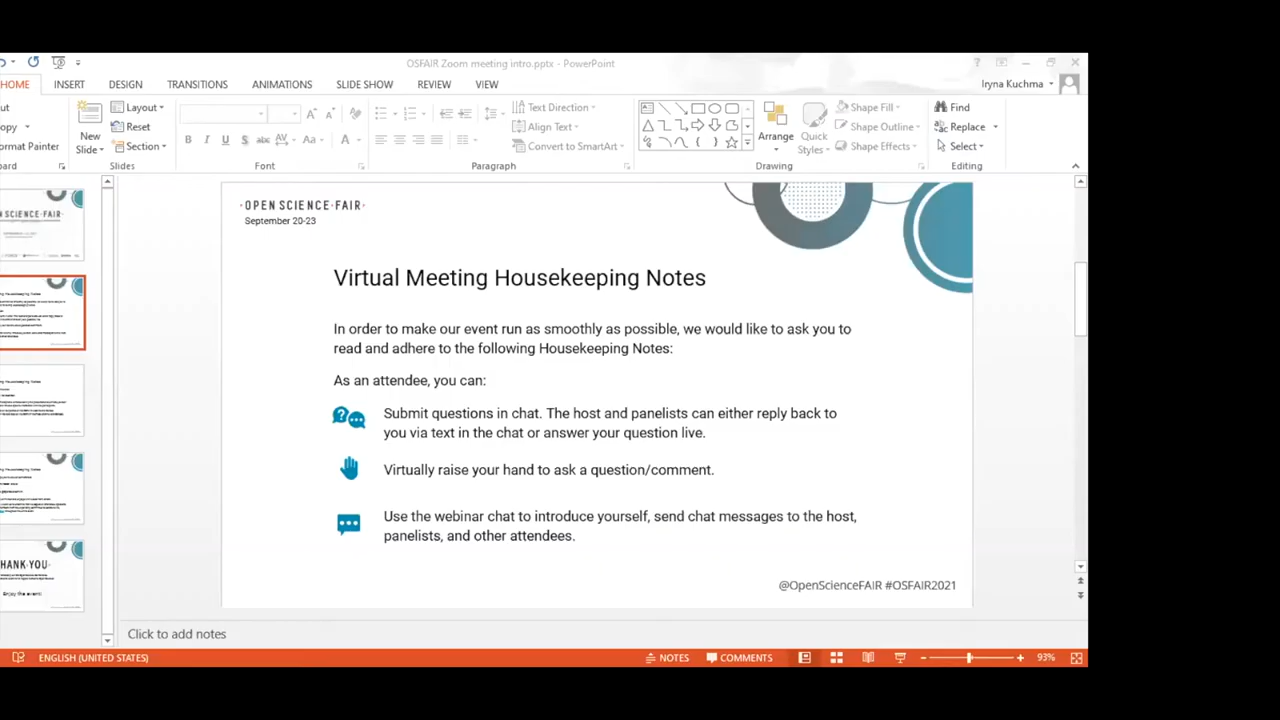 OSFAIR Zoom meeting intro.pptx - PowerPoint
HOME INSERT DESIGN TRANSITIONS ANIMATIONS SLIDE SHOW REVIEW VIEW
Iryna Kuchma
New
Slide
Layout
Reset
Section
Slides
Font
Text Direction
Align Text
Convert to SmartArt
Paragraph
Arrange
Quick
Styles
Shape Fill
Shape Outline
Shape Effects
Drawing
Find
Replace
Select
Editing
·OPEN SCIENCE·FAIR·
September 20-23
Virtual Meeting Housekeeping Notes
In order to make our event run as smoothly as possible, we would like to ask you to
read and adhere to the following Housekeeping Notes:
As an attendee, you can:
Submit questions in chat. The host and panelists can either reply back to
you via text in the chat or answer your question live.
Virtually raise your hand to ask a question/comment.
Use the webinar chat to introduce yourself, send chat messages to the host,
panelists, and other attendees.
@OpenScienceFAIR #OSFAIR2021
Click to add notes
ENGLISH (UNITED STATES)
NOTES COMMENTS 93%